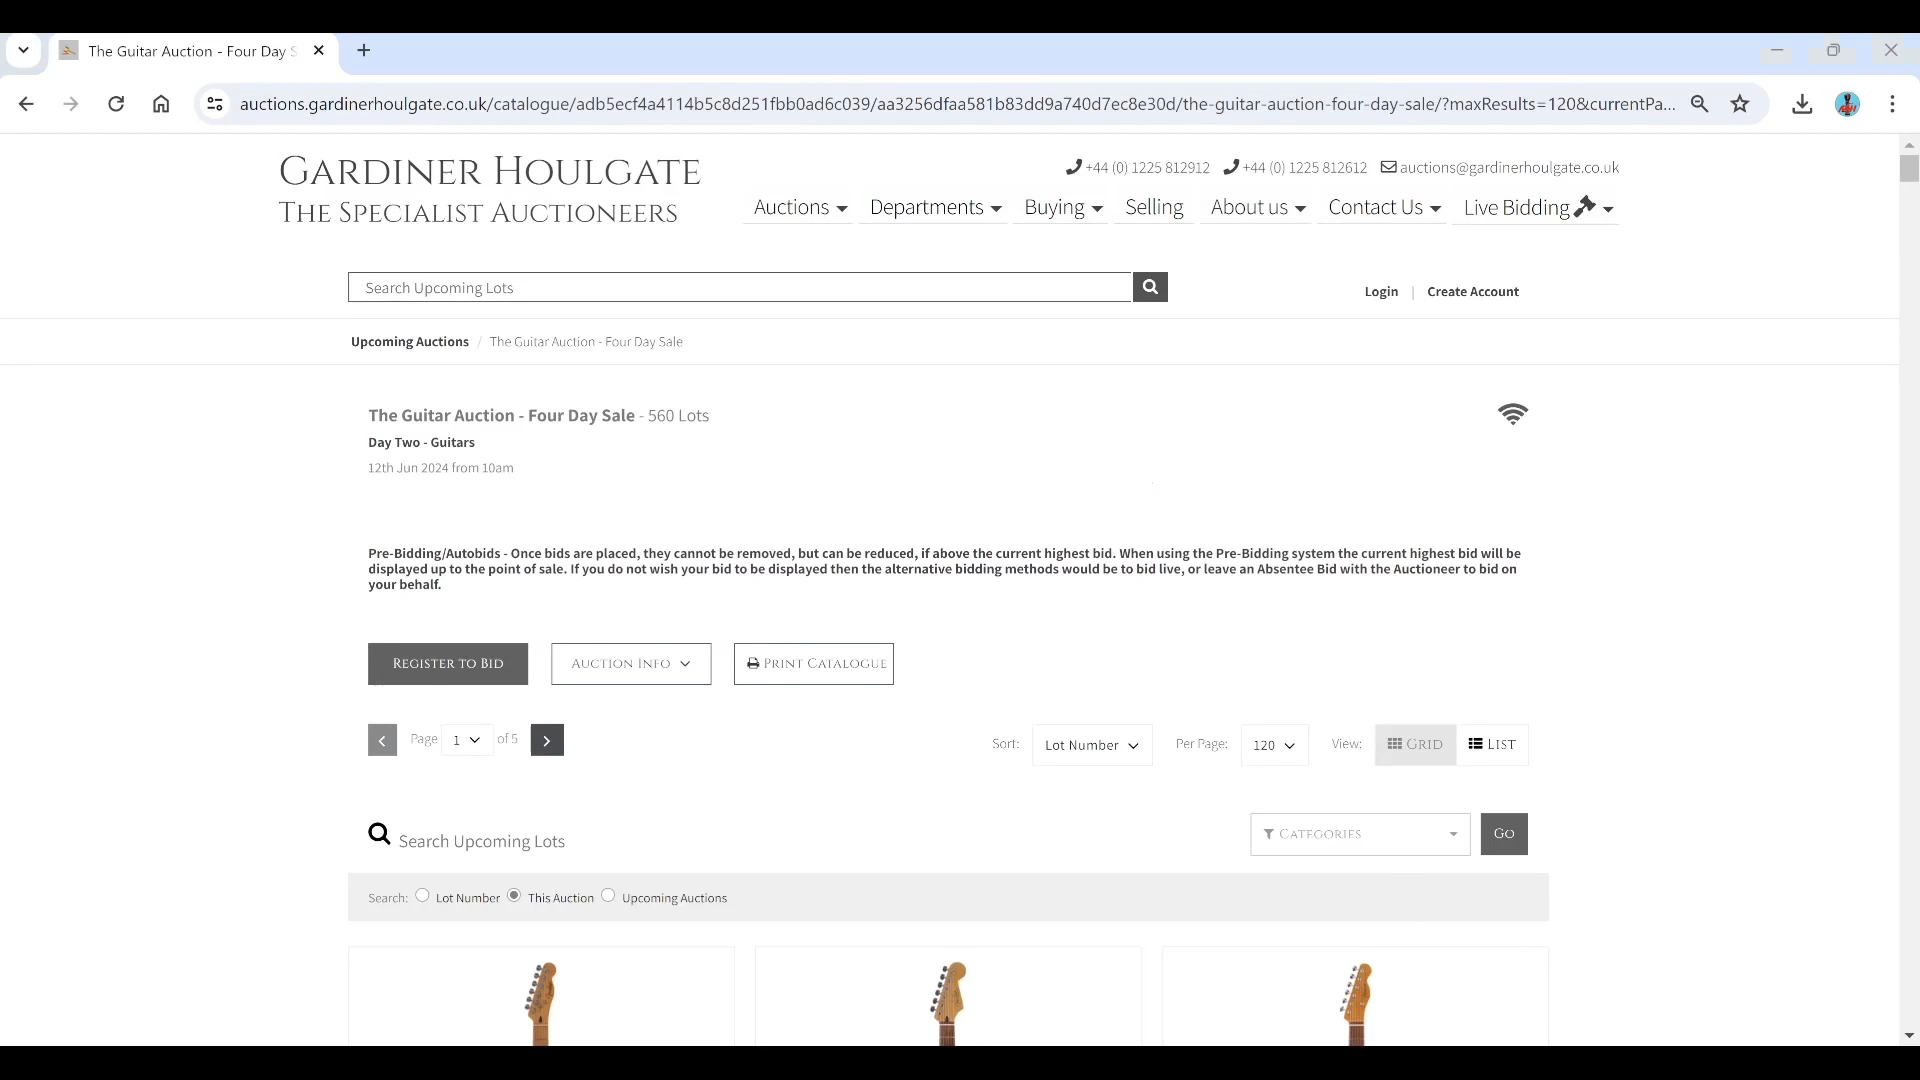 The Guitar Auction - Four Day S
auctions.gardinerhoulgate.co.uk/catalogue/adb5ecf4a4114b5c8d251fbb0ad6c039/aa3256dfaa581b83dd9a740d7ec8e30d/the-guitar-auction-four-day-sale/?maxResults=120&currentPa...
Gardiner Houlgate
The Specialist Auctioneers
+44 (0) 1225 812912 +44 (0) 1225 812612 auctions@gardinerhoulgate.co.uk
Auctions Departments Buying Selling About us Contact Us Live Bidding
Search Upcoming Lots
Login | Create Account
Upcoming Auctions / The Guitar Auction - Four Day Sale
The Guitar Auction - Four Day Sale - 560 Lots
Day Two - Guitars
12th Jun 2024 from 10am
Pre-Bidding/Autobids - Once bids are placed, they cannot be removed, but can be reduced, if above the current highest bid. When using the Pre-Bidding system the current highest bid will be
displayed up to the point of sale. If you do not wish your bid to be displayed then the alternative bidding methods would be to bid live, or leave an Absentee Bid with the Auctioneer to bid on
your behalf.
Register to Bid Auction Info Print Catalogue
Page 1 of 5 Sort: Lot Number Per Page: 120 View: Grid List
Search Upcoming Lots
Categories Go
Search: Lot Number This Auction Upcoming Auctions